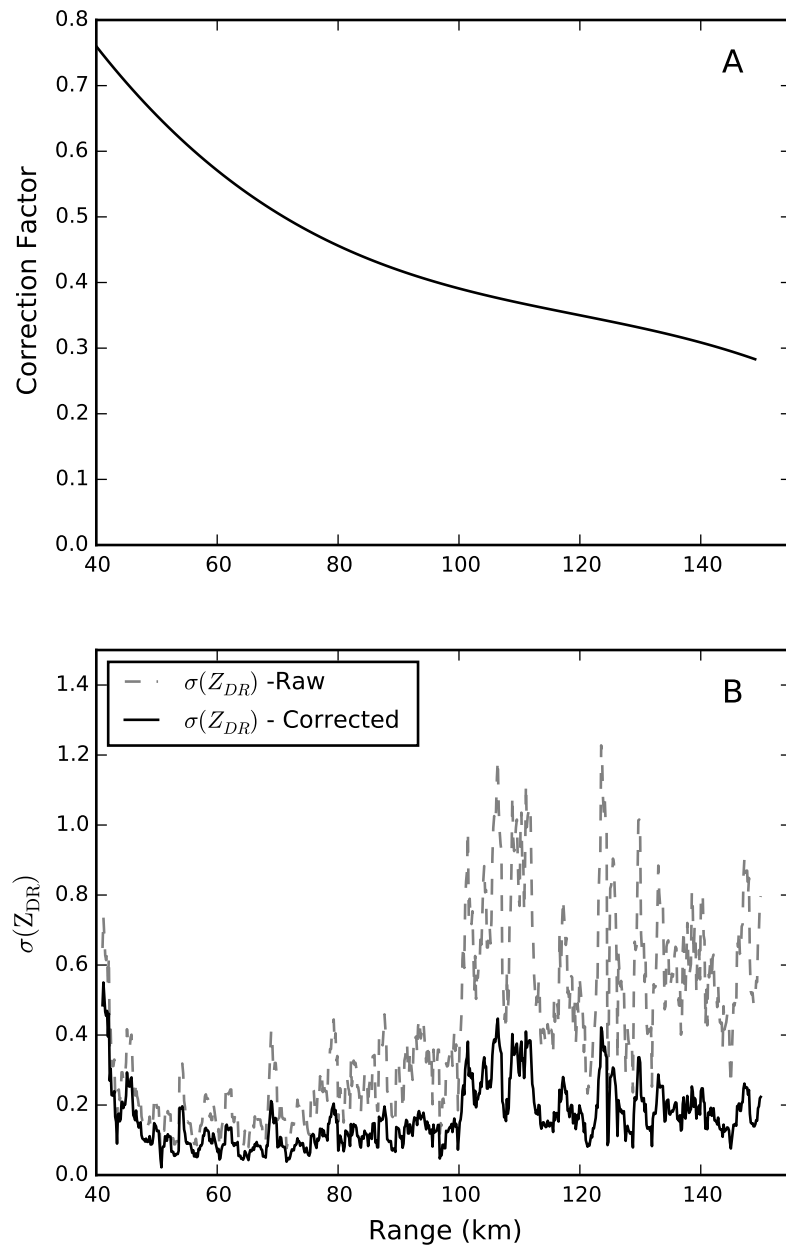 0.8
0.7
0.6
0.5
0.4
0.3
0.2
0.1
0.0
Correction Factor
A
40 60 80 100 120 140
1.4
1.2
1.0
0.8
0.6
0.4
0.2
0.0
σ(Z_DR)
σ(Z_DR) -Raw
σ(Z_DR) - Corrected
B
40 60 80 100 120 140
Range (km)